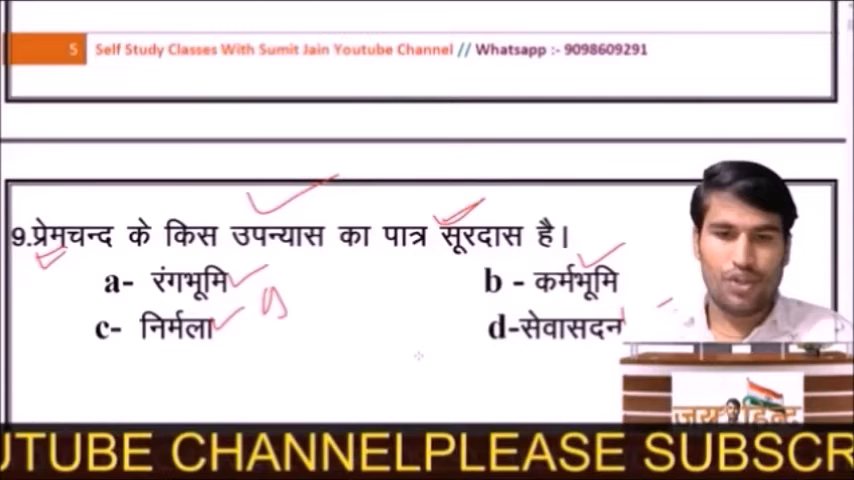 5 Self Study Classes With Sumit Jain Youtube Channel // Whatsapp :- 9098609291
9.प्रेमचन्द के किस उपन्यास का पात्र सूरदास है।
a- रंगभूमि b - कर्मभूमि
c- निर्मला d-सेवासदन
जय हिन्द
UTUBE CHANNELPLEASE SUBSCR